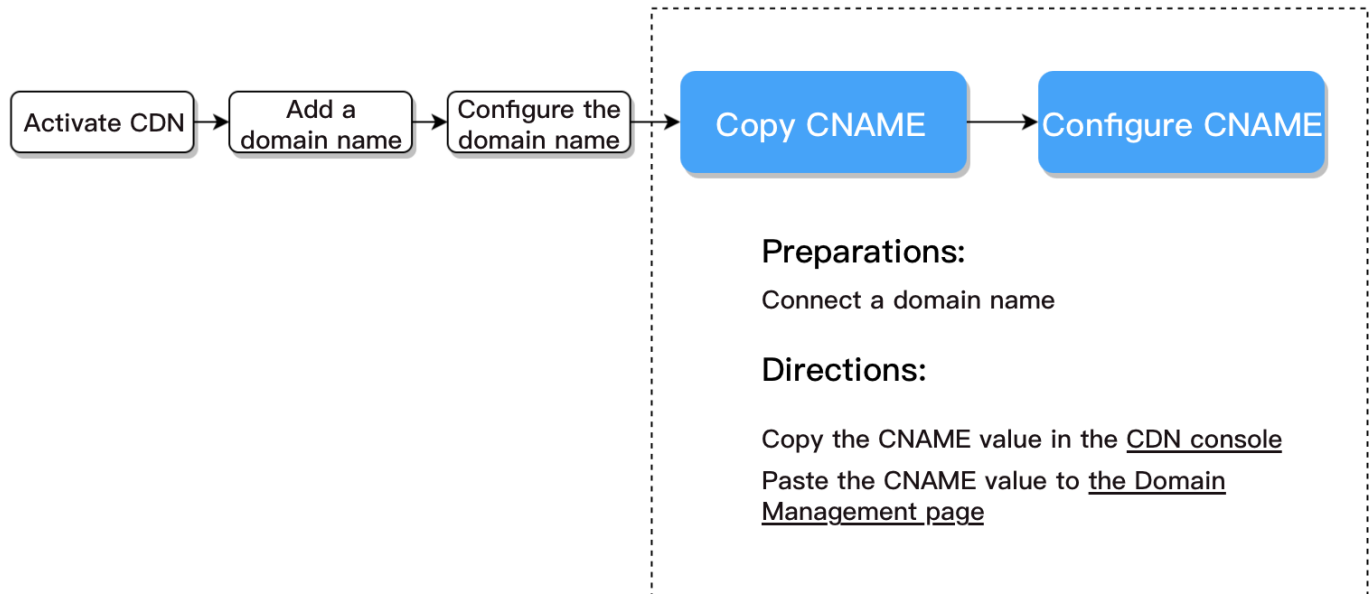 Activate CDN
Add a
domain name
Configure the
domain name
Copy CNAME
Configure CNAME
Preparations:
Connect a domain name
Directions:
Copy the CNAME value in the CDN console
Paste the CNAME value to the Domain
Management page